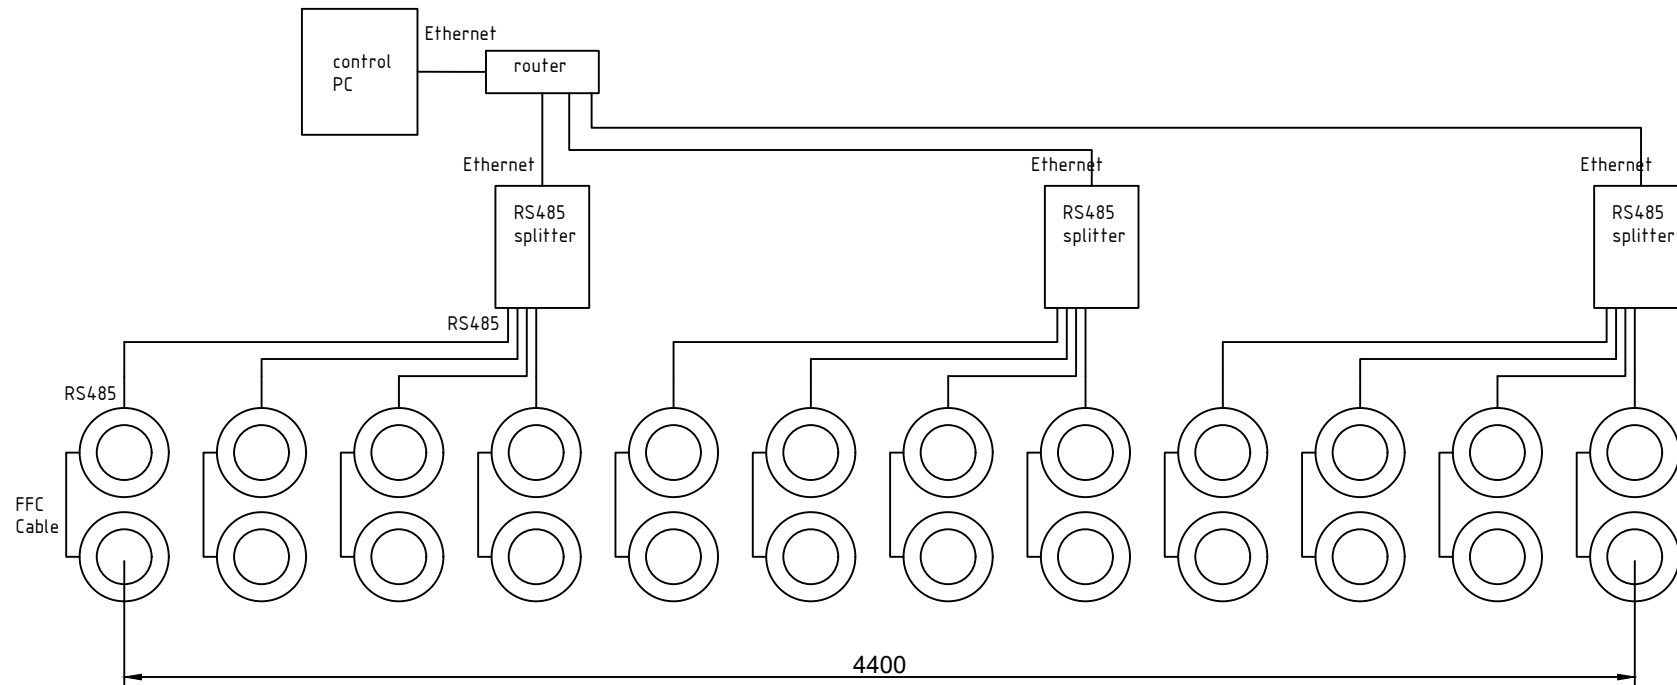 Ethernet
control
PC
router
Ethernet
Ethernet
Ethernet
RS485
splitter
RS485
splitter
RS485
splitter
RS485
RS485
FFC
Cable
4400